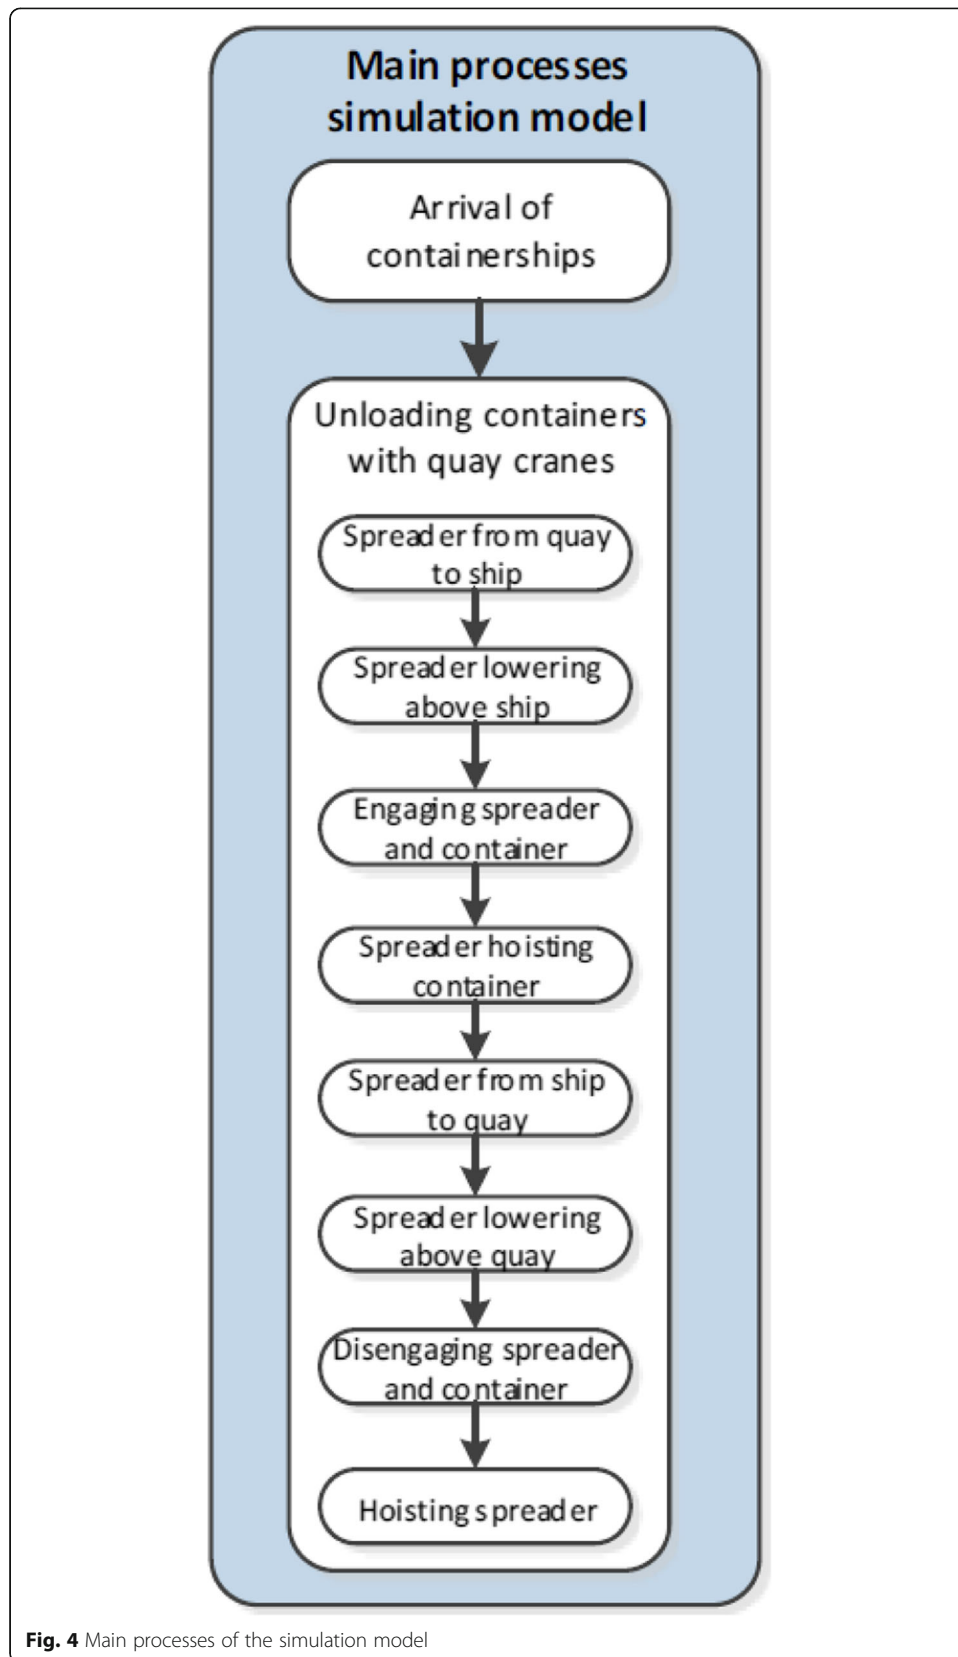 Main processes
simulation model
Arrival of
containerships
Unloading containers
with quay cranes
Spreader from quay
to ship
Spreader lowering
above ship
Engaging spreader
and container
Spreader hoisting
container
Spreader from ship
to quay
Spreader lowering
above quay
Disengaging spreader
and container
Hoisting spreader
Fig. 4 Main processes of the simulation model